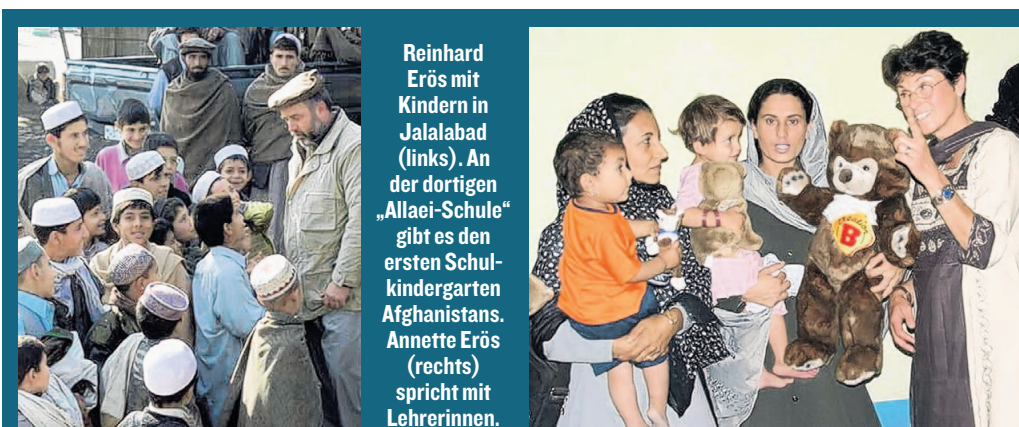 Reinhard
Erös mit
Kindern in
Jalalabad
(links). An
der dortigen
„Allaei-Schule“
gibt es den
ersten Schul-
kindergarten
Afghanistans.
Annette Erös
(rechts)
spricht mit
Lehrerinnen.
B